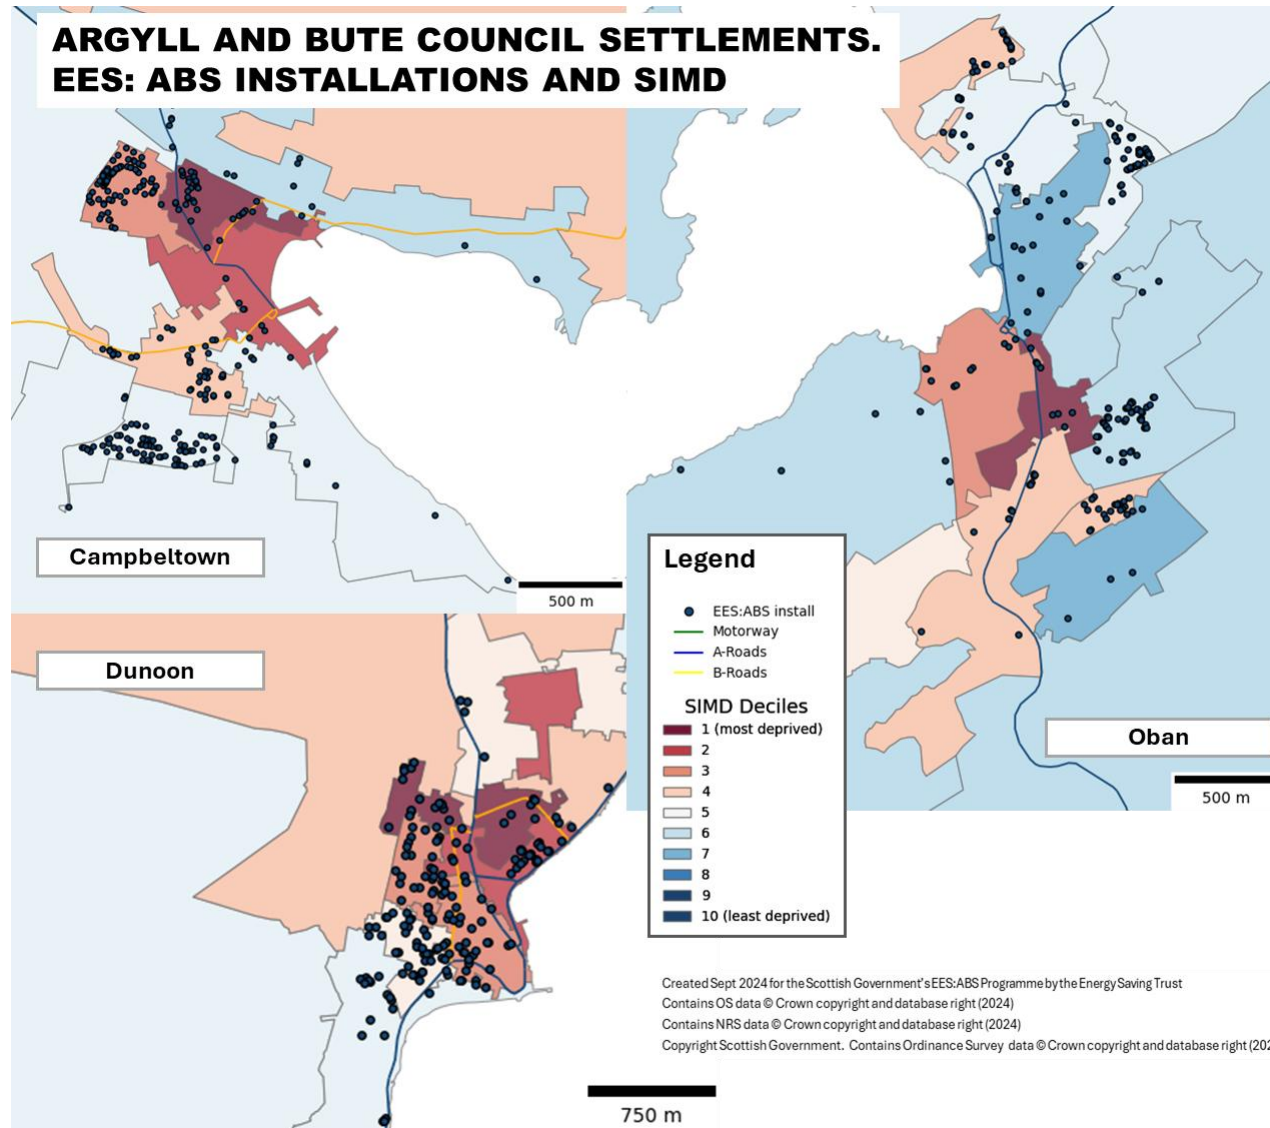 ARGYLL AND BUTE COUNCIL SETTLEMENTS.
EES: ABS INSTALLATIONS AND SIMD
Campbeltown
500 m
Dunoon
750 m
Oban
500 m
Legend
EES:ABS install
Motorway
A-Roads
B-Roads
SIMD Deciles
1 (most deprived)
2
3
4
5
6
7
8
9
10 (least deprived)
Created Sept 2024 for the Scottish Government's EES:ABS Programme by the Energy Saving Trust
Contains OS data © Crown copyright and database right (2024)
Contains NRS data © Crown copyright and database right (2024)
Copyright Scottish Government. Contains Ordinance Survey data © Crown copyright and database right (202